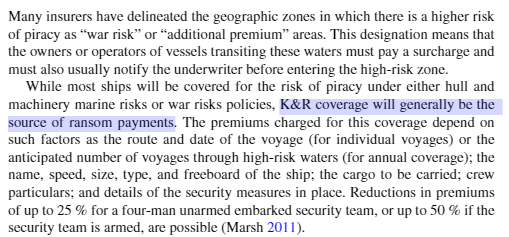 Many insurers have delineated the geographic zones in which there is a higher risk
of piracy as “war risk” or “additional premium” areas. This designation means that
the owners or operators of vessels transiting these waters must pay a surcharge and
must also usually notify the underwriter before entering the high-risk zone.
While most ships will be covered for the risk of piracy under either hull and
machinery marine risks or war risks policies, K&R coverage will generally be the
source of ransom payments. The premiums charged for this coverage depend on
such factors as the route and date of the voyage (for individual voyages) or the
anticipated number of voyages through high-risk waters (for annual coverage); the
name, speed, size, type, and freeboard of the ship; the cargo to be carried; crew
particulars; and details of the security measures in place. Reductions in premiums
of up to 25 % for a four-man unarmed embarked security team, or up to 50 % if the
security team is armed, are possible (Marsh 2011).